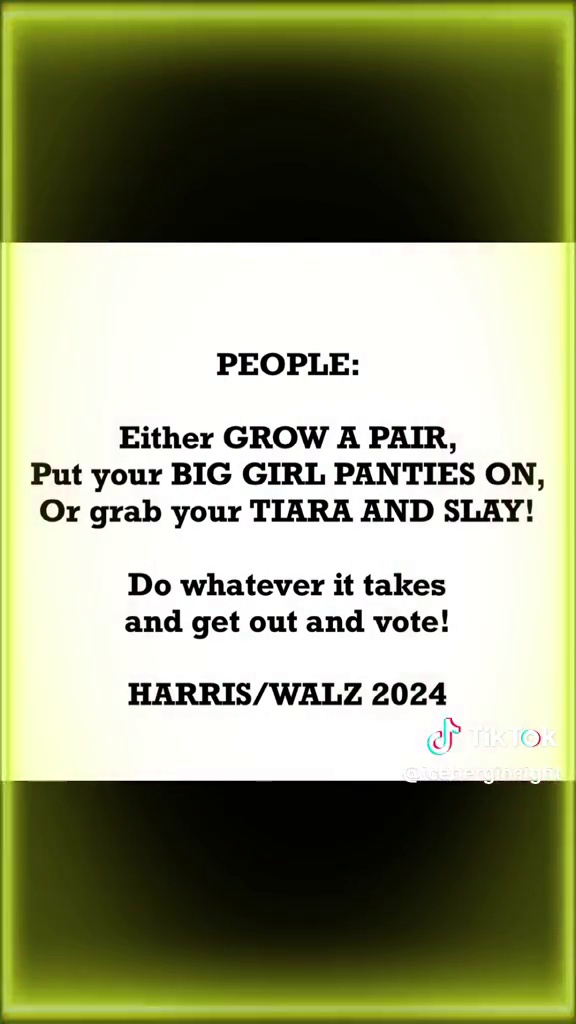 PEOPLE:
Either GROW A PAIR,
Put your BIG GIRL PANTIES ON,
Or grab your TIARA AND SLAY!
Do whatever it takes
and get out and vote!
HARRIS/WALZ 2024
TikTok